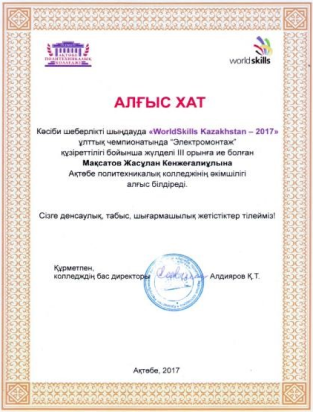 АҚТӨБЕ
ПОЛИТЕХНИКАЛЫҚ
КОЛЛЕДЖІ
worldskills
АЛҒЫС ХАТ
Кәсіби шеберлікті шыңдауда «WorldSkills Kazakhstan – 2017»
ұлттық чемпионатында "Электромонтаж"
құзіреттілігі бойынша жүлделі III орынға ие болған
Мақсатов Жасұлан Кенжеғалиұлына
Ақтөбе политехникалық колледжінің әкімшілігі
алғыс білдіреді.
Сізге денсаулық, табыс, шығармашылық жетістіктер тілейміз!
Құрметпен,
колледждің бас директоры Алдияров Қ.Т.
Ақтөбе, 2017